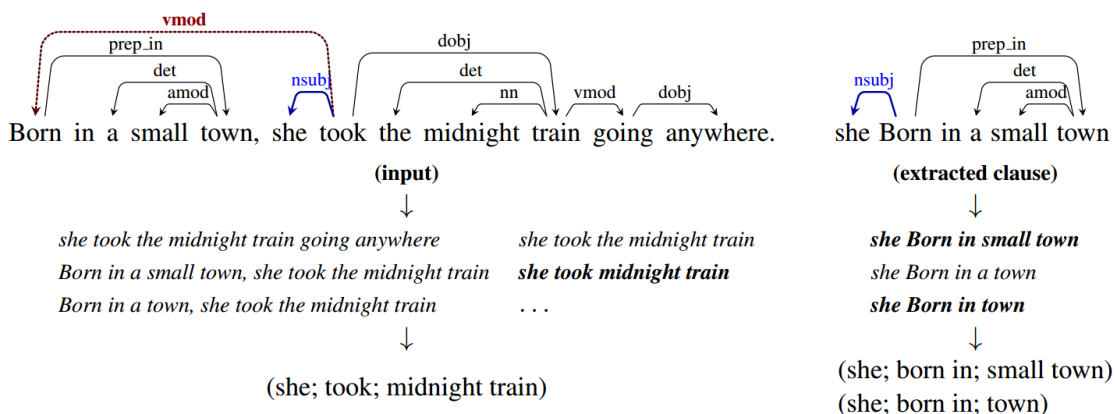 vmod
prep_in
dobj
prep_in
det
nsubj
det
nsubj
det
amod
nn
vmod
dobj
amod
Born in a small town, she took the midnight train going anywhere.
she Born in a small town
(input)
(extracted clause)
↓
↓
she took the midnight train going anywhere
she took the midnight train
she Born in small town
Born in a small town, she took the midnight train
she took midnight train
she Born in a town
Born in a town, she took the midnight train
. . .
she Born in town
↓
↓
(she; took; midnight train)
(she; born in; small town)
(she; born in; town)